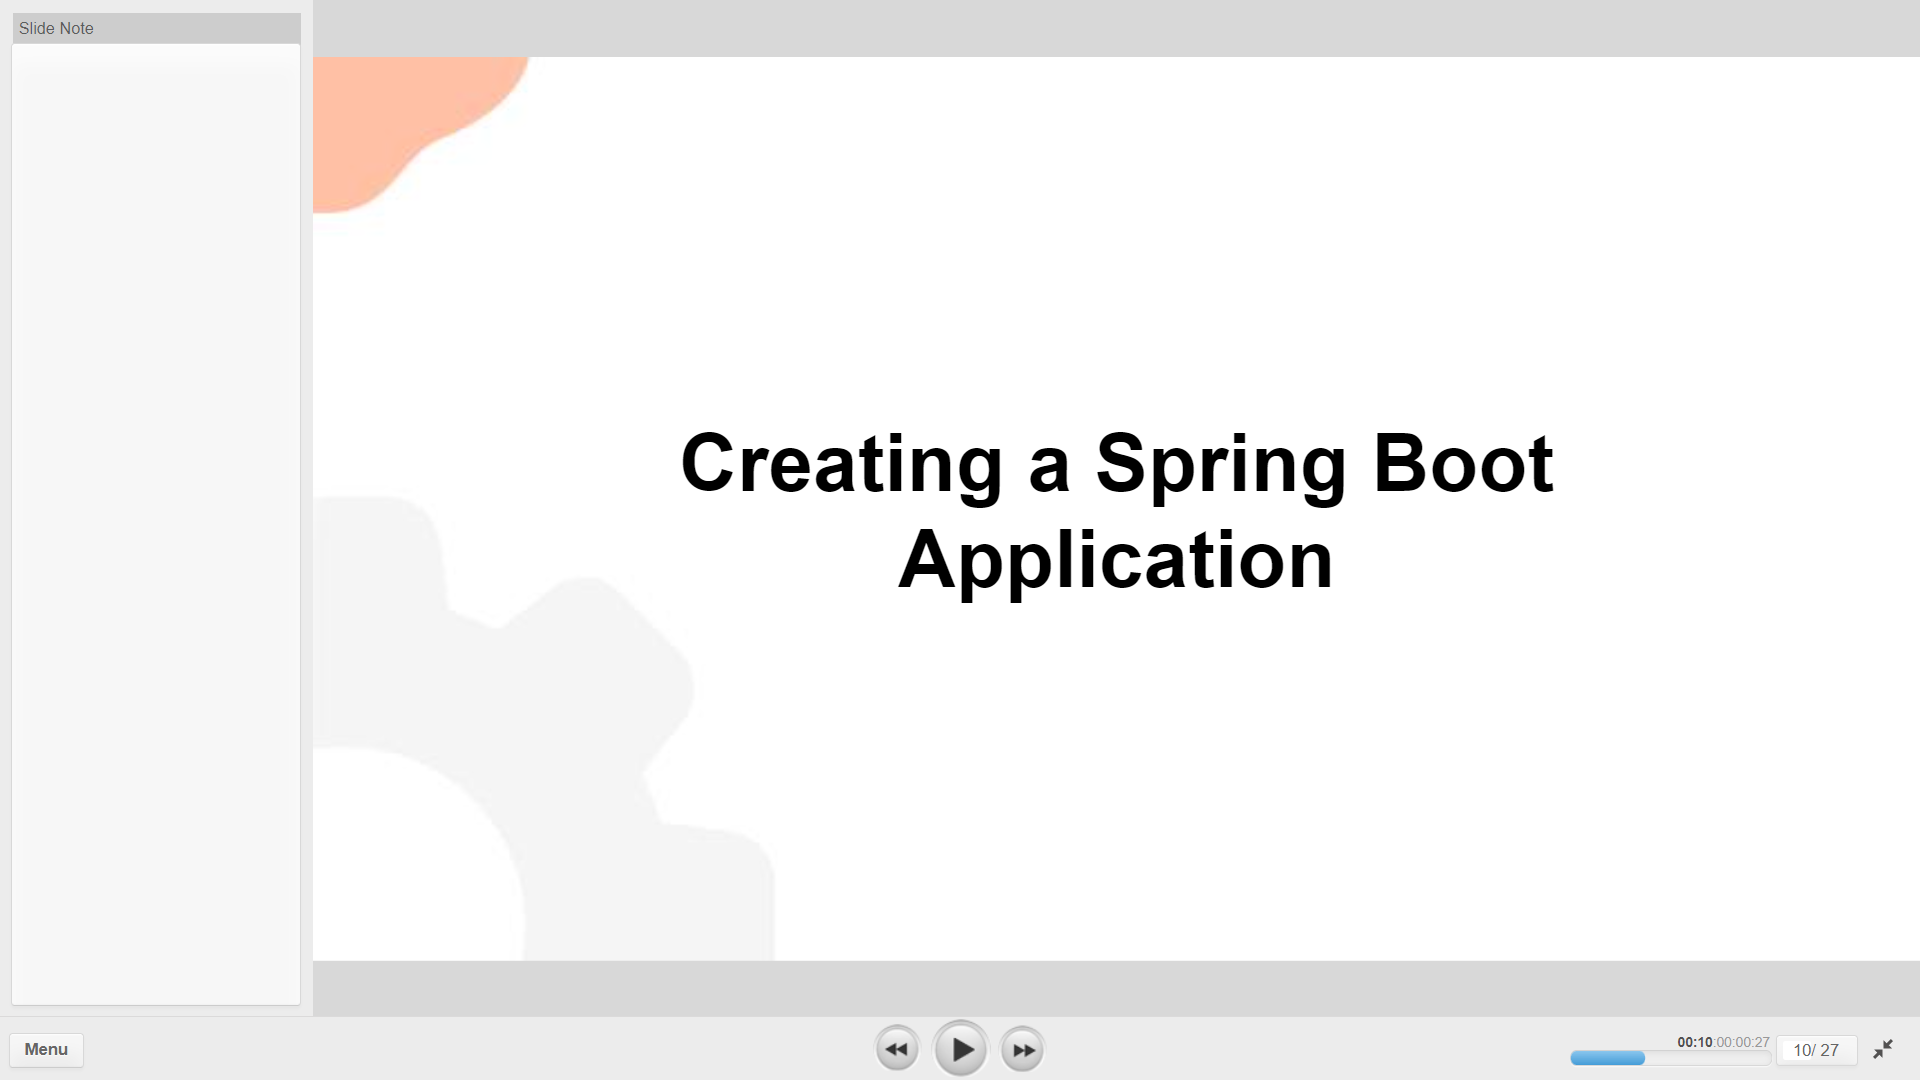 Slide Note
Creating a Spring Boot
Application
Menu
00:10:00:00:27
10/ 27